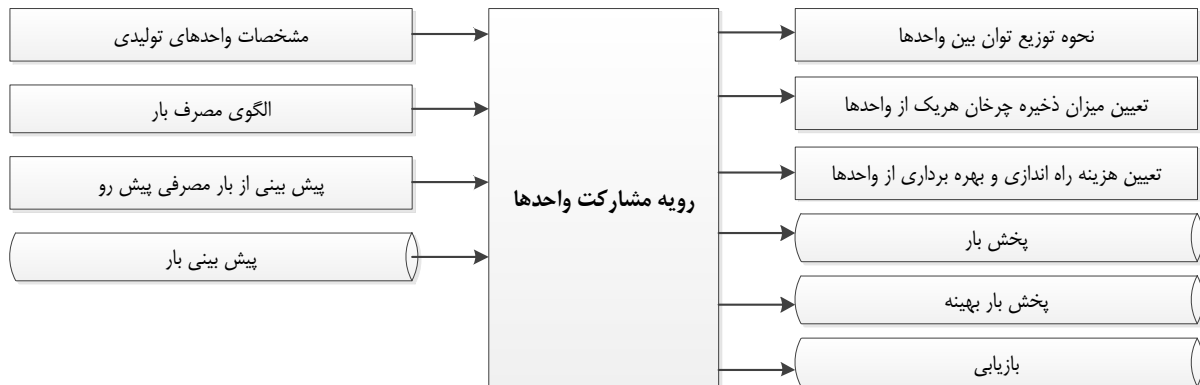 مشخصات واحدهای تولیدی
الگوی مصرف بار
پیش بینی از بار مصرفی پیش رو
پیش بینی بار
رویه مشارکت واحدها
نحوه توزیع توان بین واحدها
تعیین میزان ذخیره چرخان هریک از واحدها
تعیین هزینه راه اندازی و بهره برداری از واحدها
پخش بار
پخش بار بهینه
بازیابی